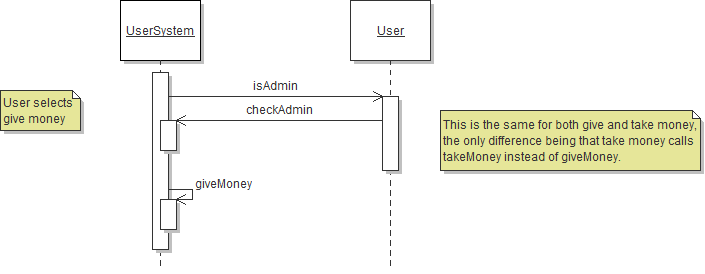 UserSystem
User
isAdmin
checkAdmin
User selects
give money
This is the same for both give and take money,
the only difference being that take money calls
takeMoney instead of giveMoney.
giveMoney